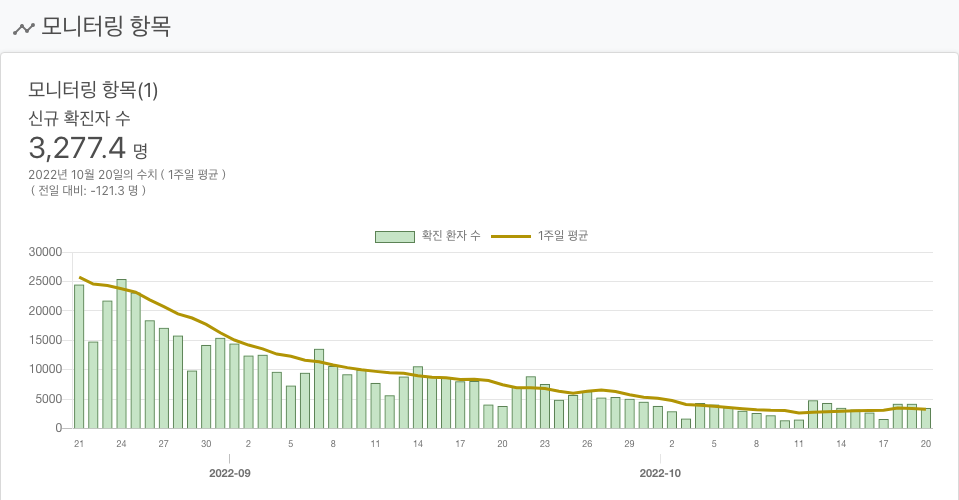 모니터링 항목
모니터링 항목(1)
신규 확진자 수
3,277.4 명
2022년 10월 20일의 수치 ( 1주일 평균 )
( 전일 대비: -121.3 명 )
확진 환자 수 1주일 평균
30000
25000
20000
15000
10000
5000
0
21 24 27 30 2 5 8 11 14 17 20 23 26 29 2 5 8 11 14 17 20
2022-09 2022-10